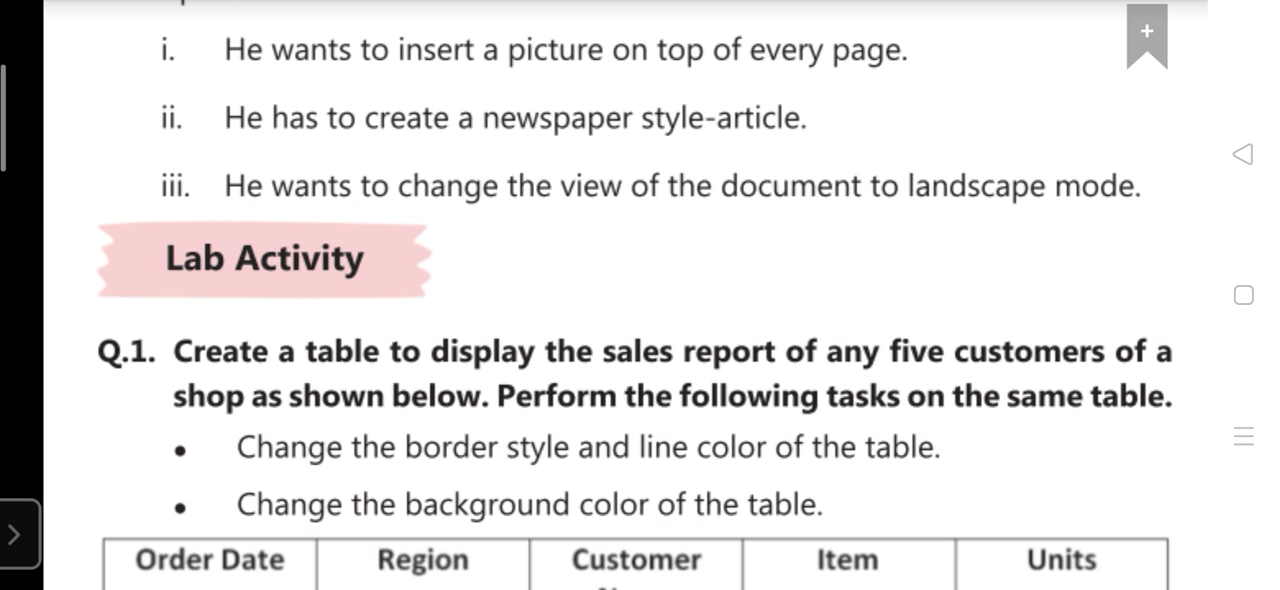 i. He wants to insert a picture on top of every page.
ii. He has to create a newspaper style-article.
iii. He wants to change the view of the document to landscape mode.
Lab Activity
Q.1. Create a table to display the sales report of any five customers of a
shop as shown below. Perform the following tasks on the same table.
• Change the border style and line color of the table.
• Change the background color of the table.
Order Date Region Customer Item Units